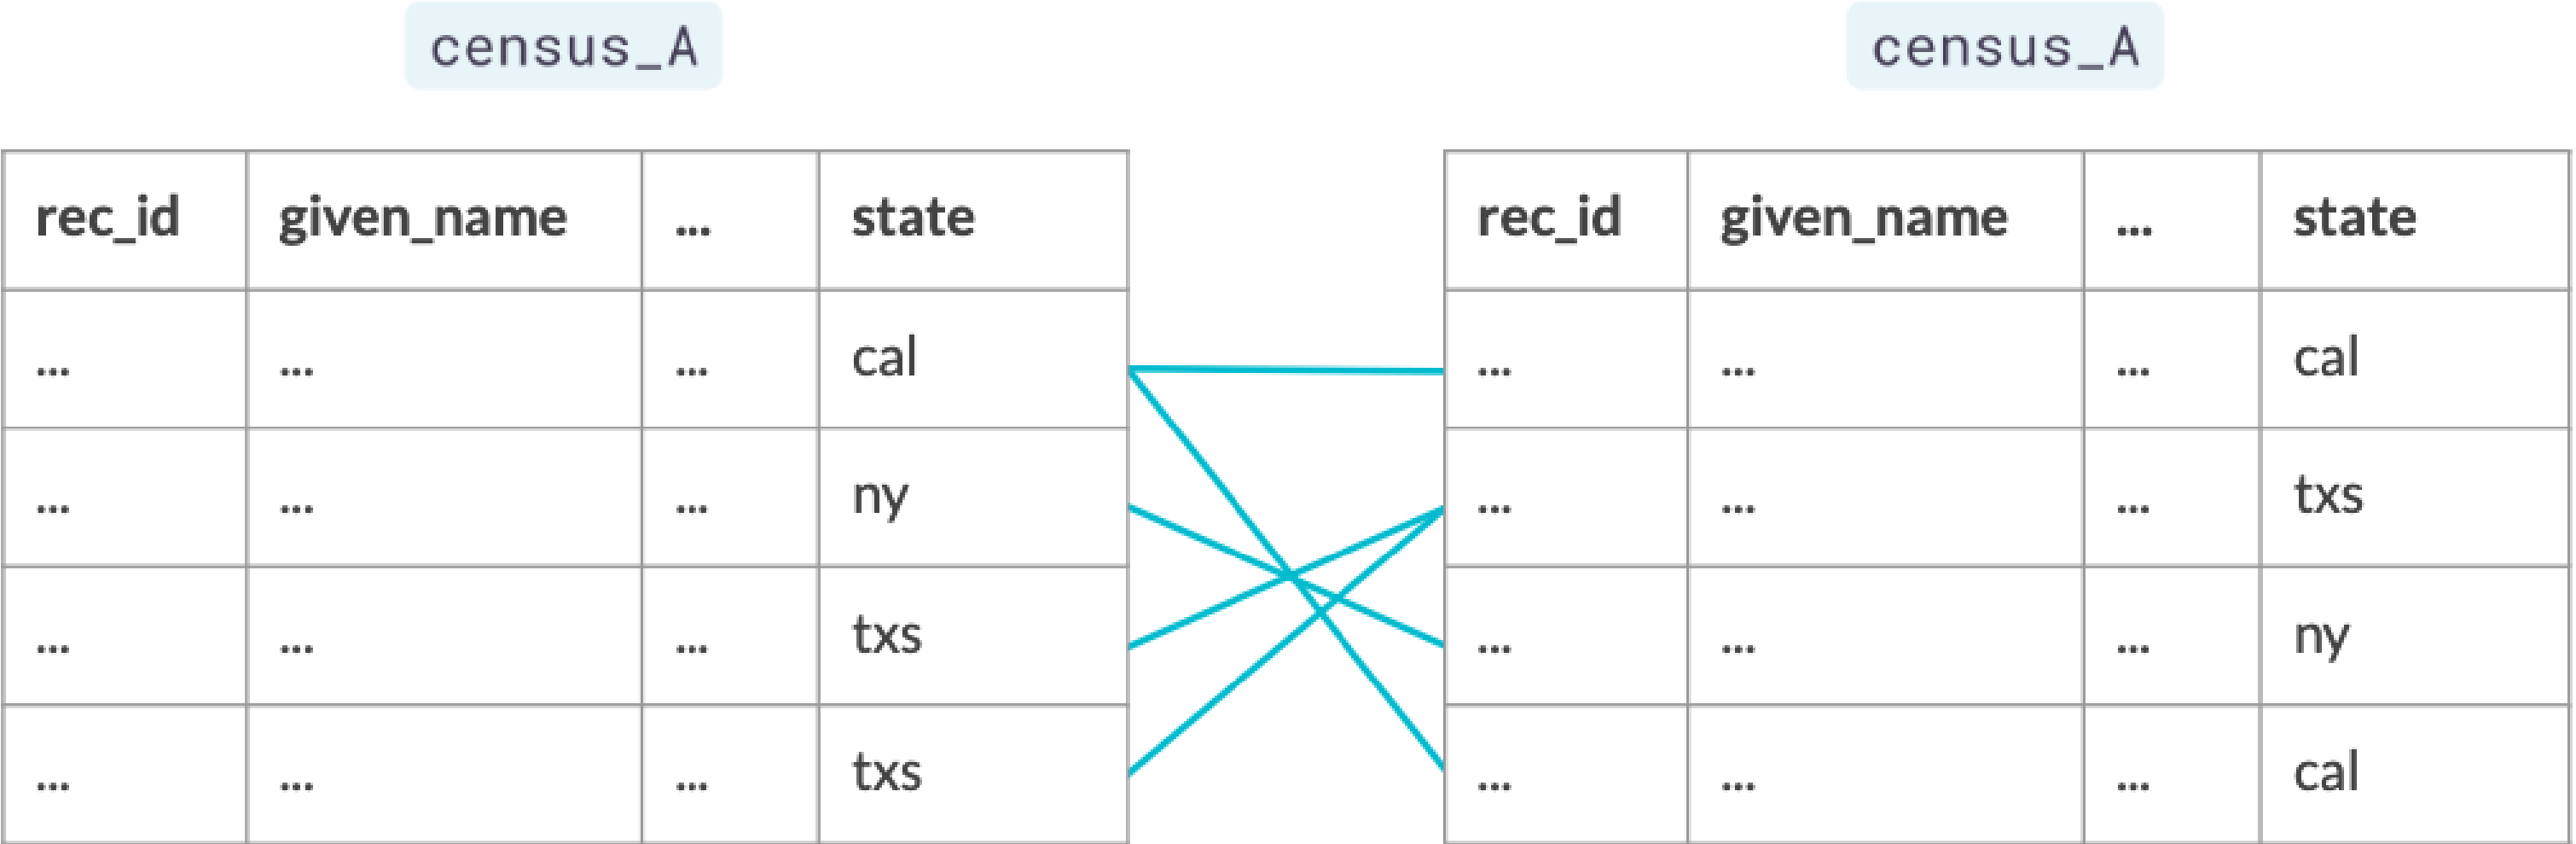 census_A census_A
rec_id given_name ... state rec_id given_name ... state
... ... ... cal ... ... ... cal
... ... ... ny ... ... ... txs
... ... ... txs ... ... ... ny
... ... ... txs ... ... ... cal